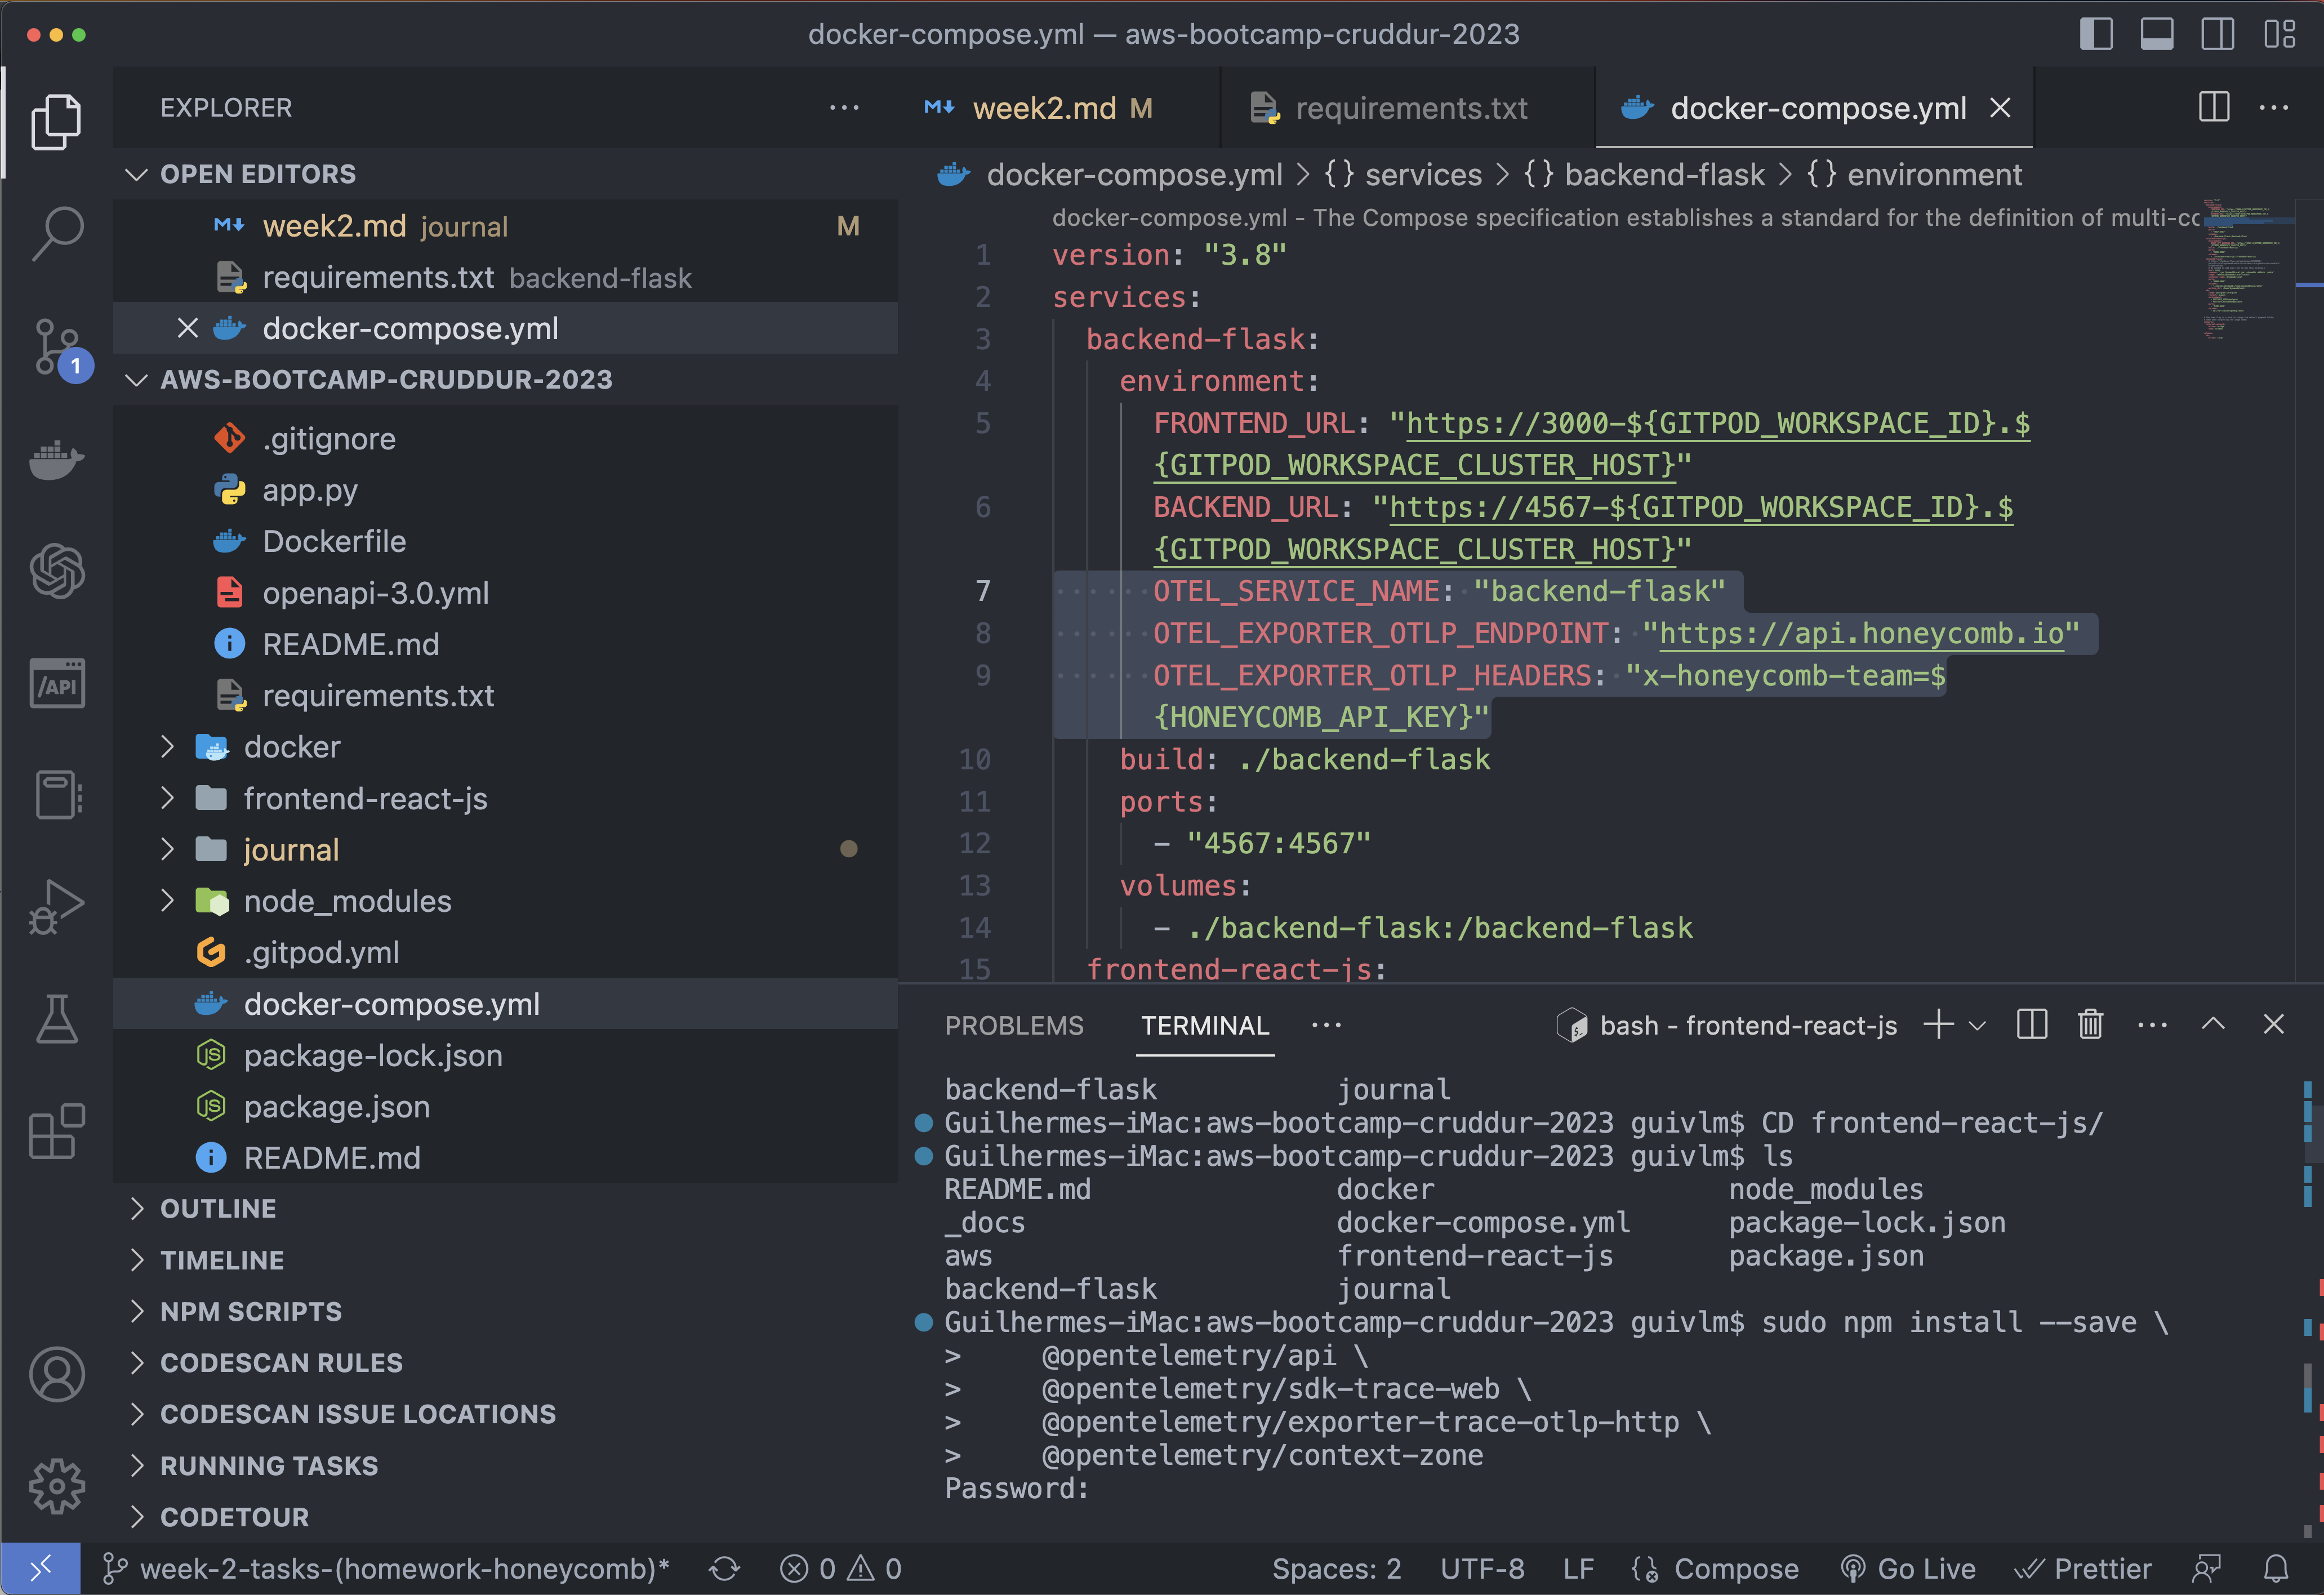 docker-compose.yml — aws-bootcamp-cruddur-2023
EXPLORER
OPEN EDITORS
week2.md journal M
requirements.txt backend-flask
docker-compose.yml
1
AWS-BOOTCAMP-CRUDDUR-2023
.gitignore
app.py
Dockerfile
openapi-3.0.yml
README.md
requirements.txt
docker
frontend-react-js
journal
node_modules
.gitpod.yml
docker-compose.yml
package-lock.json
package.json
README.md
OUTLINE
TIMELINE
NPM SCRIPTS
CODESCAN RULES
CODESCAN ISSUE LOCATIONS
RUNNING TASKS
CODETOUR
/API
week2.md M
requirements.txt
docker-compose.yml
docker-compose.yml > {} services > {} backend-flask > {} environment
docker-compose.yml - The Compose specification establishes a standard for the definition of multi-co
1 version: "3.8"
2 services:
3 backend-flask:
4 environment:
5 FRONTEND_URL: "https://3000-${GITPOD_WORKSPACE_ID}.$
{GITPOD_WORKSPACE_CLUSTER_HOST}"
6 BACKEND_URL: "https://4567-${GITPOD_WORKSPACE_ID}.$
{GITPOD_WORKSPACE_CLUSTER_HOST}"
7 OTEL_SERVICE_NAME: "backend-flask"
8 OTEL_EXPORTER_OTLP_ENDPOINT: "https://api.honeycomb.io"
9 OTEL_EXPORTER_OTLP_HEADERS: "x-honeycomb-team=$
{HONEYCOMB_API_KEY}"
10 build: ./backend-flask
11 ports:
12 - "4567:4567"
13 volumes:
14 - ./backend-flask:/backend-flask
15 frontend-react-js:
PROBLEMS TERMINAL bash - frontend-react-js
backend-flask journal
Guilhermes-iMac:aws-bootcamp-cruddur-2023 guivlm$ CD frontend-react-js/
Guilhermes-iMac:aws-bootcamp-cruddur-2023 guivlm$ ls
README.md docker node_modules
_docs docker-compose.yml package-lock.json
aws frontend-react-js package.json
backend-flask journal
Guilhermes-iMac:aws-bootcamp-cruddur-2023 guivlm$ sudo npm install --save \
> @opentelemetry/api \
> @opentelemetry/sdk-trace-web \
> @opentelemetry/exporter-trace-otlp-http \
> @opentelemetry/context-zone
Password:
week-2-tasks-(homework-honeycomb)* 0 0 Spaces: 2 UTF-8 LF Compose Go Live Prettier